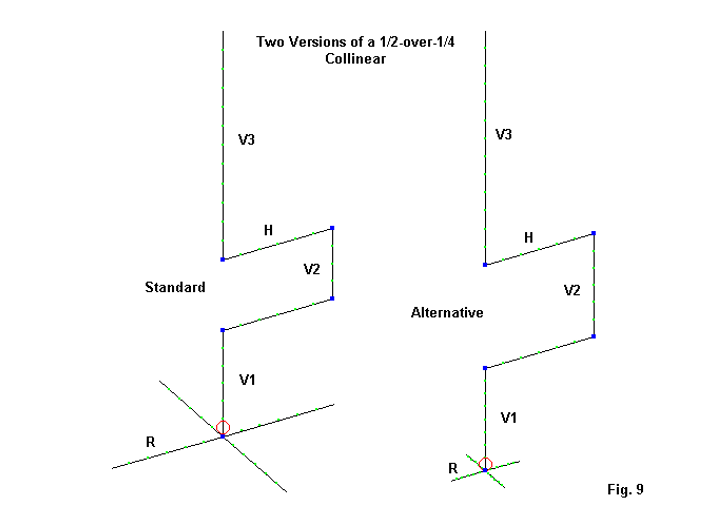 Two Versions of a 1/2-over-1/4
Collinear
V3
V3
H
H
V2
V2
Standard
Alternative
V1
V1
R
R
Fig. 9